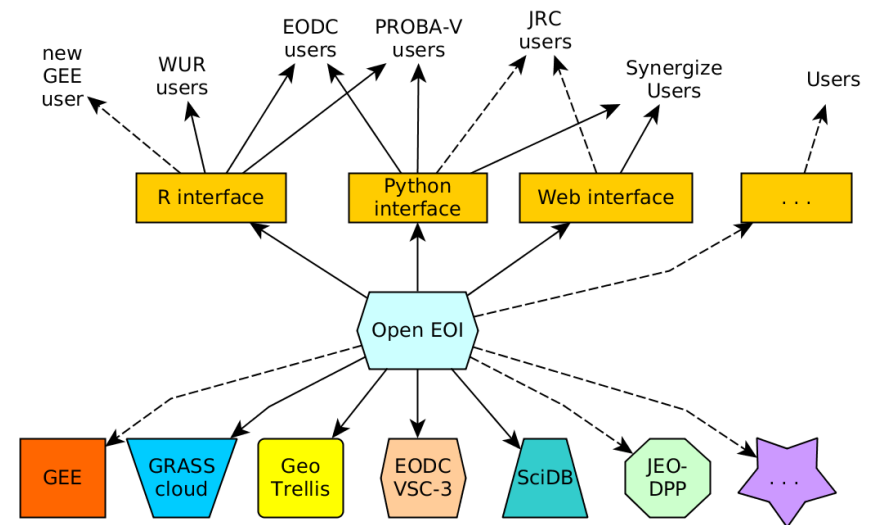 new
GEE
user
WUR
users
EODC
users
PROBA-V
users
JRC
users
Synergize
Users
Users
R interface
Python
interface
Web interface
. . .
Open EOI
GEE
GRASS
cloud
Geo
Trellis
EODC
VSC-3
SciDB
JEO-
DPP
. . .